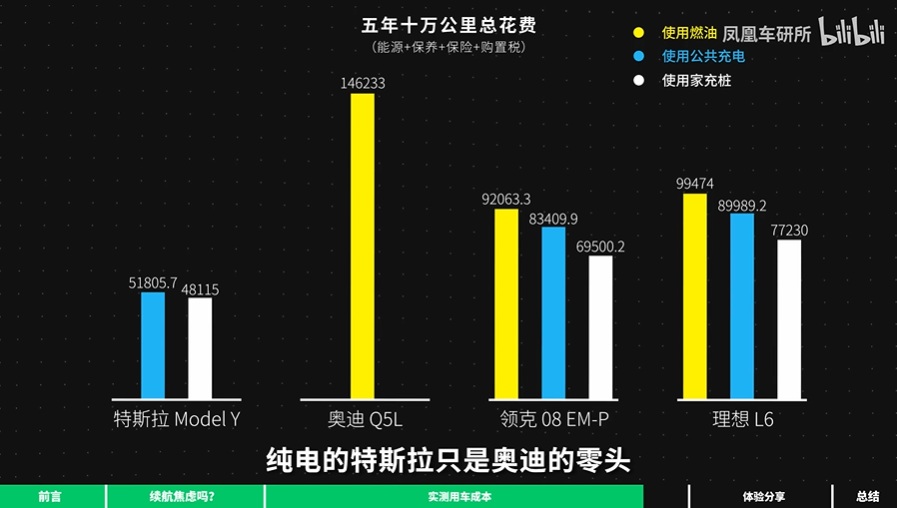 五年十万公里总花费
（能源+保养+保险+购置税）
使用燃油
使用公共充电
使用家充桩
凤凰车研所 bilibili
51805.7
48115
146233
92063.3
83409.9
69500.2
99474
89989.2
77230
特斯拉 Model Y
奥迪 Q5L
领克 08 EM-P
理想 L6
纯电的特斯拉只是奥迪的零头
前言
续航焦虑吗?
实测用车成本
体验分享
总结